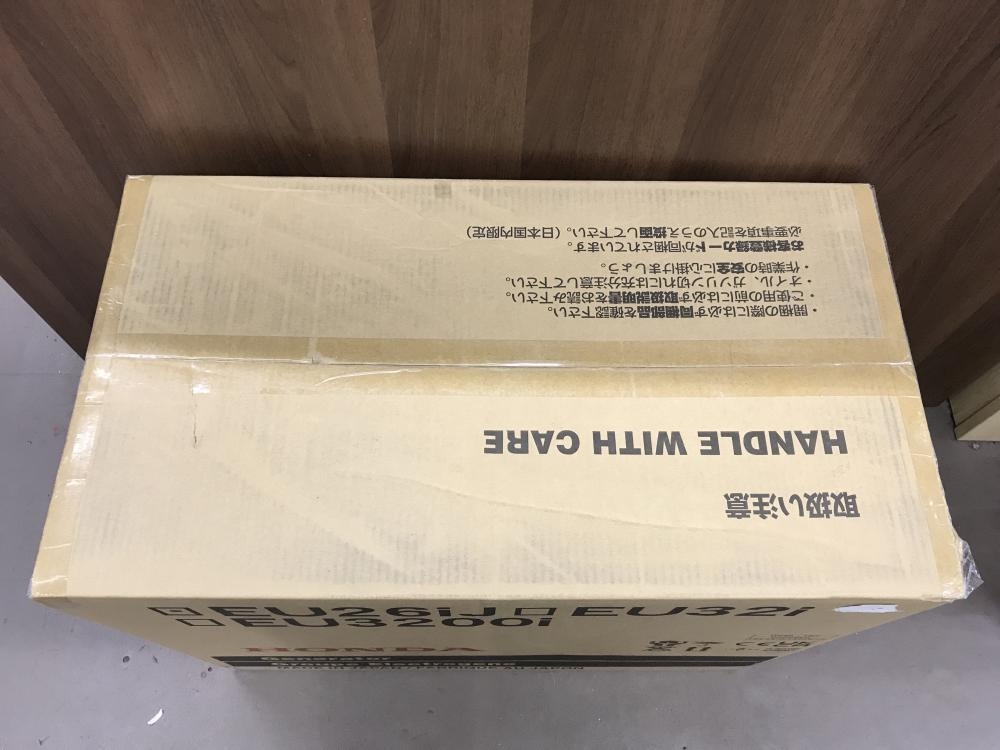 取扱い注意
HANDLE WITH CARE
・開梱の際には必ず同梱部品を確認下さい。
・ご使用の前には必ず取扱説明書をお読み下さい。
・オイル、ガソリン切れには充分注意して下さい。
・作業時の安全に心掛けましょう。
お客様登録カードが同梱されています。
必要事項を記入のうえ投函して下さい。（日本国内限定）
EU26iJ EU32i
EU3200i
HONDA
Generator
Groupe Electrogene